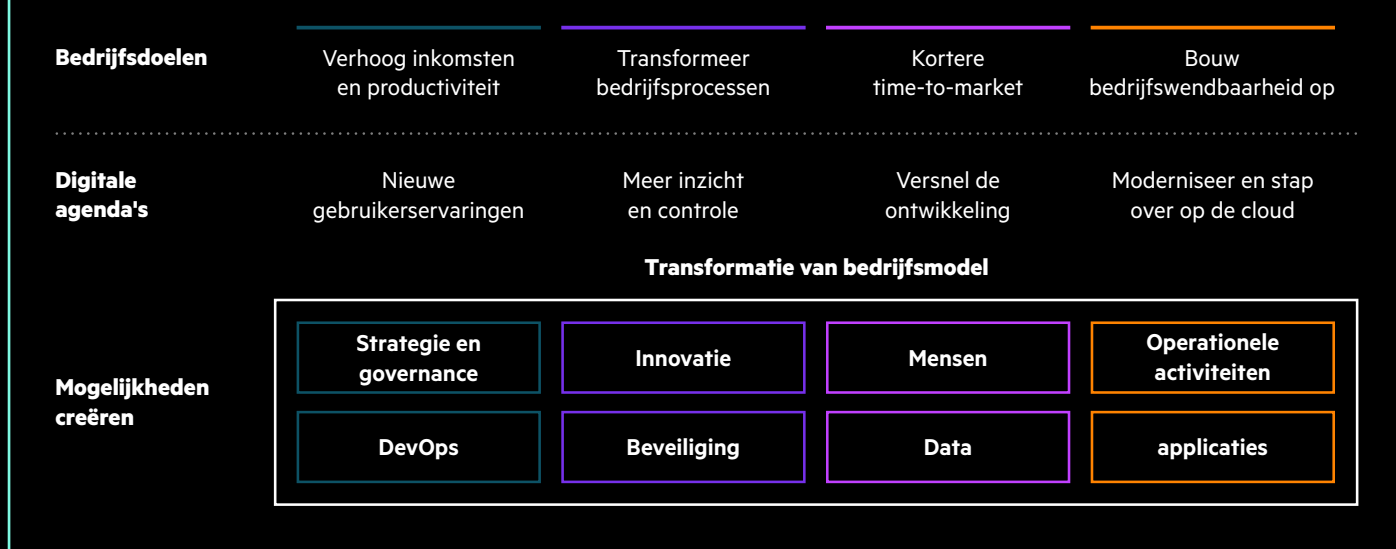 Bedrijfsdoelen
Verhoog inkomsten
en productiviteit
Transformeer
bedrijfsprocessen
Kortere
time-to-market
Bouw
bedrijfswendbaarheid op
Digitale
agenda's
Nieuwe
gebruikerservaringen
Meer inzicht
en controle
Versnel de
ontwikkeling
Moderniseer en stap
over op de cloud
Transformatie van bedrijfsmodel
Mogelijkheden
creëren
Strategie en
governance
Innovatie
Mensen
Operationele
activiteiten
DevOps
Beveiliging
Data
applicaties